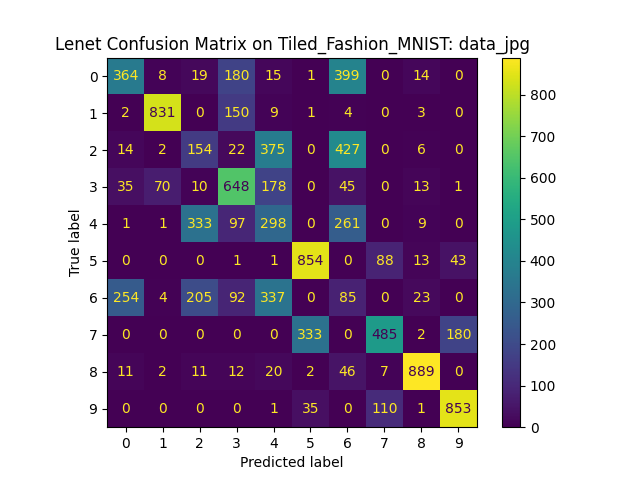 Lenet Confusion Matrix on Tiled_Fashion_MNIST: data_jpg
0 364 8 19 180 15 1 399 0 14 0
1 2 831 0 150 9 1 4 0 3 0
2 14 2 154 22 375 0 427 0 6 0
3 35 70 10 648 178 0 45 0 13 1
4 1 1 333 97 298 0 261 0 9 0
5 0 0 0 1 1 854 0 88 13 43
6 254 4 205 92 337 0 85 0 23 0
7 0 0 0 0 0 333 0 485 2 180
8 11 2 11 12 20 2 46 7 889 0
9 0 0 0 0 1 35 0 110 1 853
0 1 2 3 4 5 6 7 8 9
Predicted label
True label
800
700
600
500
400
300
200
100
0